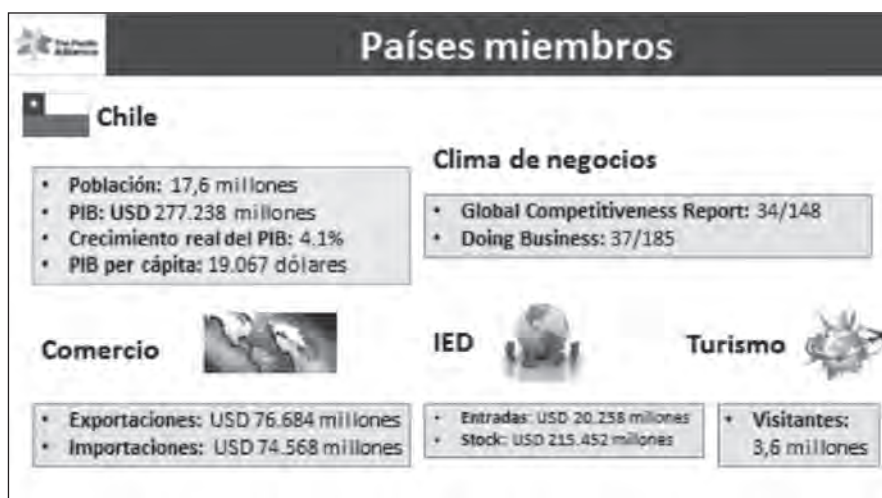 The Pacific
Alliance
Países miembros
Chile
• Población: 17,6 millones
• PIB: USD 277.238 millones
• Crecimiento real del PIB: 4.1%
• PIB per cápita: 19.067 dólares
Clima de negocios
• Global Competitiveness Report: 34/148
• Doing Business: 37/185
Comercio
• Exportaciones: USD 76.684 millones
• Importaciones: USD 74.568 millones
IED
• Entradas: USD 20.258 millones
• Stock: USD 215.452 millones
Turismo
• Visitantes:
3,6 millones